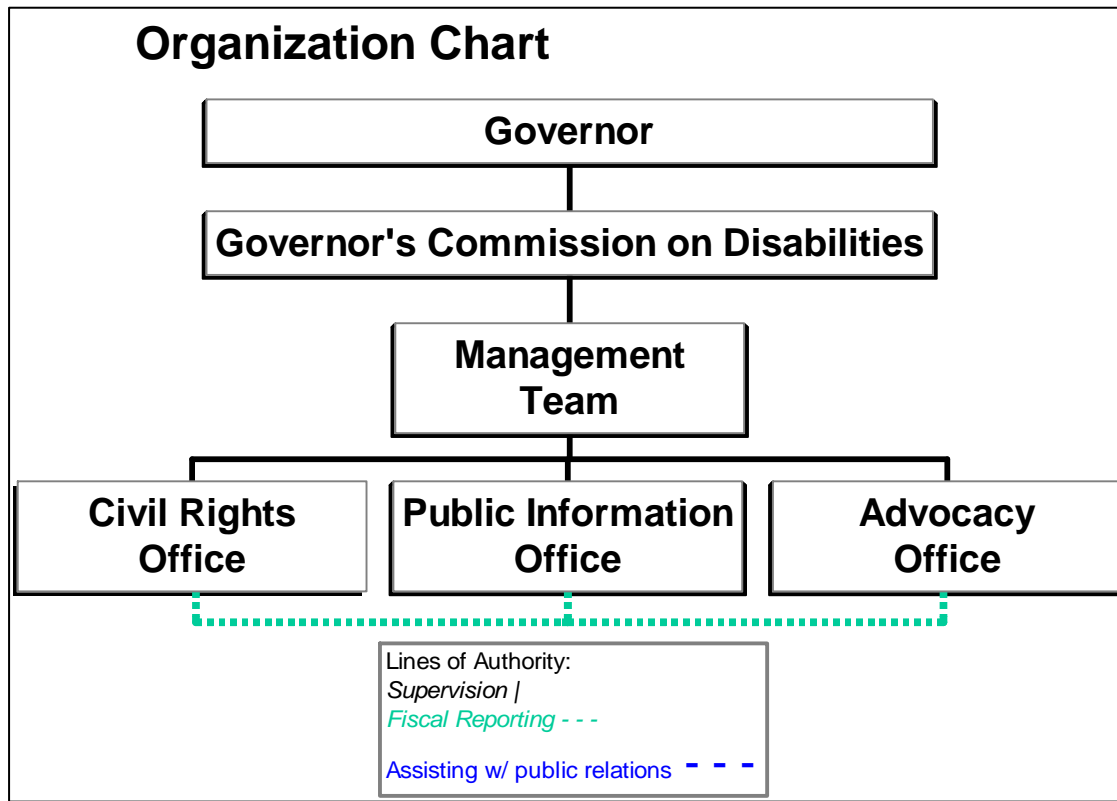 Organization Chart
Governor
Governor's Commission on Disabilities
Management
Team
Civil Rights
Office
Public Information
Office
Advocacy
Office
Lines of Authority:
Supervision |
Fiscal Reporting - - -
Assisting w/ public relations - - -